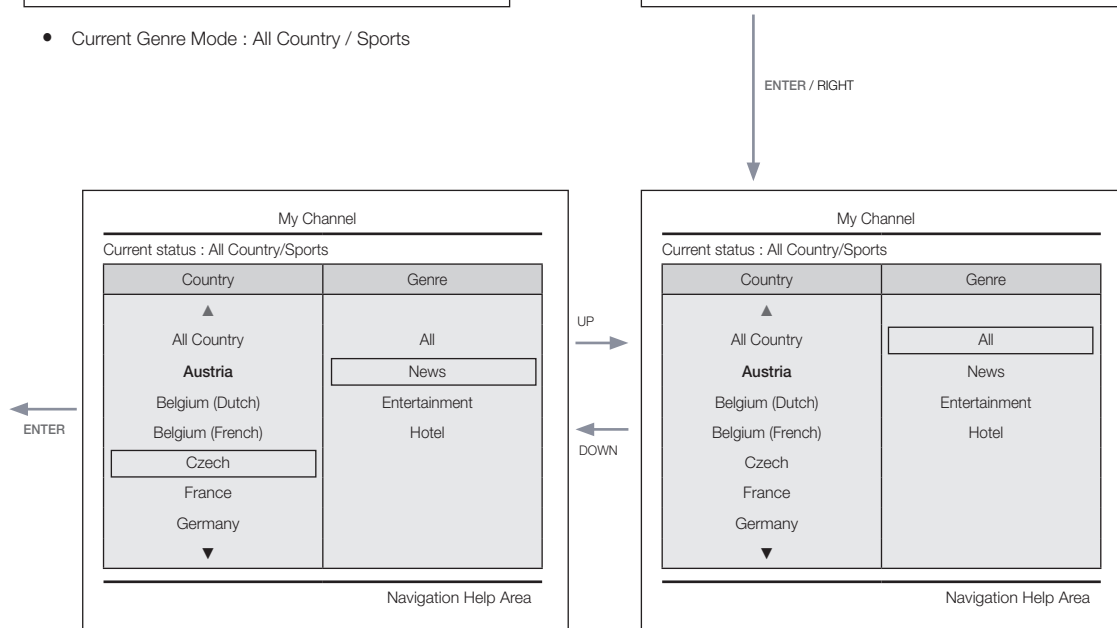 • Current Genre Mode : All Country / Sports
ENTER / RIGHT
My Channel
Current status : All Country/Sports
Country Genre
▲
All Country All
Austria News
Belgium (Dutch) Entertainment
Belgium (French) Hotel
Czech
France
Germany
▼
Navigation Help Area
ENTER
UP
DOWN
My Channel
Current status : All Country/Sports
Country Genre
▲
All Country All
Austria News
Belgium (Dutch) Entertainment
Belgium (French) Hotel
Czech
France
Germany
▼
Navigation Help Area